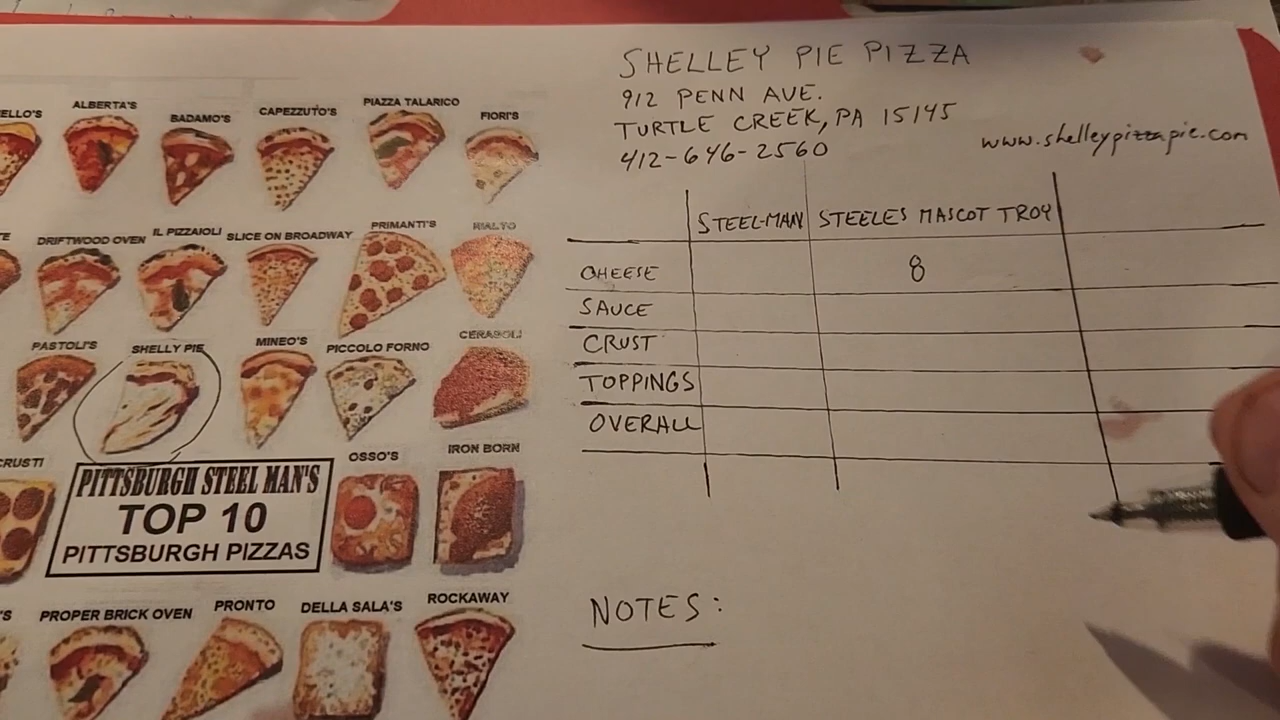 ELLO'S
ALBERTA'S
BADAMO'S
CAPEZZUTO'S
PIAZZA TALARICO
FIORI'S
TE
DRIFTWOOD OVEN
IL PIZZAIOLI
SLICE ON BROADWAY
PRIMANTI'S
RIALTO
PASTOLI'S
SHELLY PIE
MINEO'S
PICCOLO FORNO
CERASOLI
CRUSTI
PITTSBURGH STEEL MAN'S
TOP 10
PITTSBURGH PIZZAS
OSSO'S
IRON BORN
'S
PROPER BRICK OVEN
PRONTO
DELLA SALA'S
ROCKAWAY
SHELLEY PIE PIZZA
912 PENN AVE.
TURTLE CREEK, PA 15145
412-646-2560
www.shelleypizzapie.com
STEEL-MAN STEELES MASCOT TROY
CHEESE 8
SAUCE
CRUST
TOPPINGS
OVERALL
NOTES: